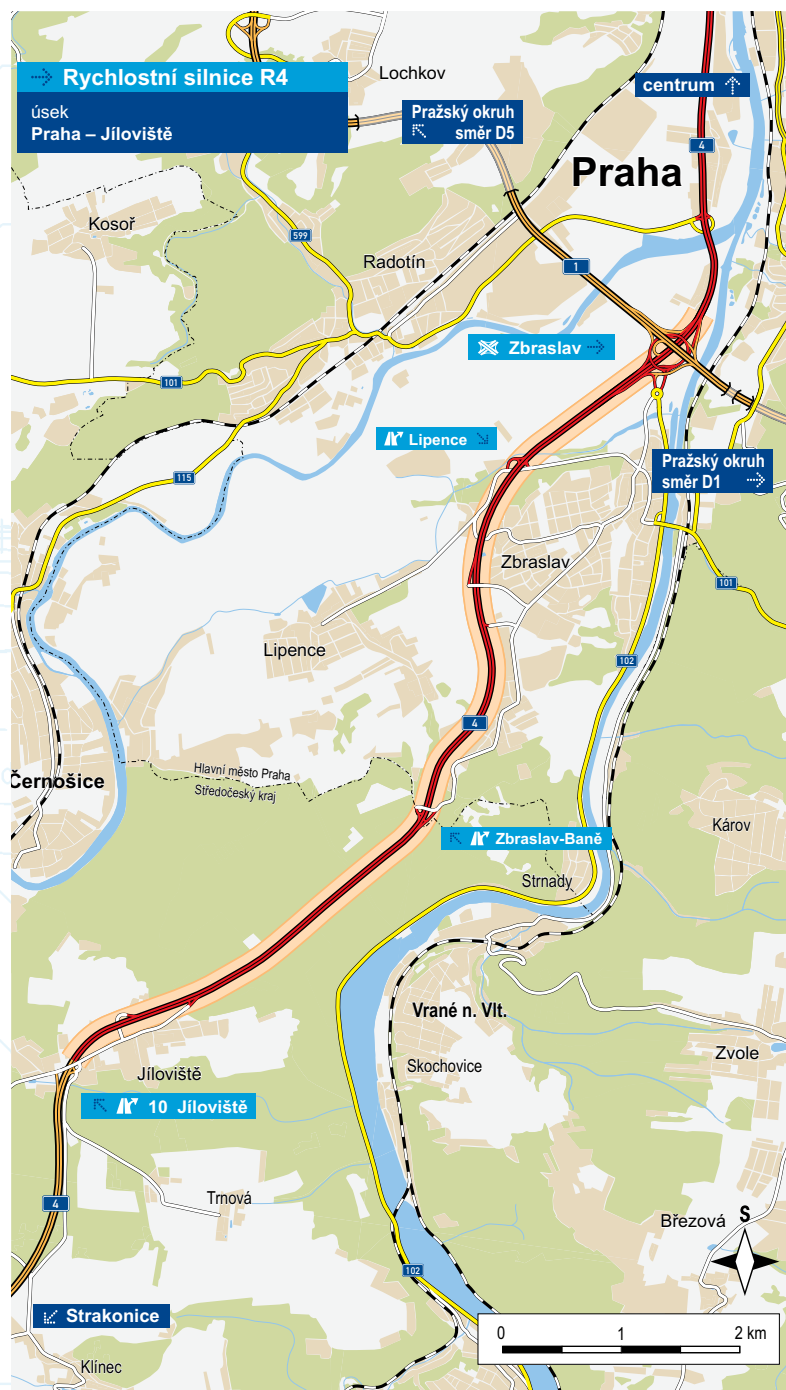 Rychlostní silnice R4
úsek
Praha – Jíloviště
Lochkov
centrum
Pražský okruh
směr D5
4
Praha
Kosoř
599
Radotín
1
Zbraslav
101
Lipence
Pražský okruh
směr D1
115
Zbraslav
101
Lipence
102
4
Hlavní město Praha
Středočeský kraj
Černošice
Zbraslav-Baně
Károv
Strnady
Vrané n. Vlt.
Skochovice
Zvole
Jíloviště
10 Jíloviště
Trnová
4
Březová
S
102
Strakonice
0 1 2 km
Klínec